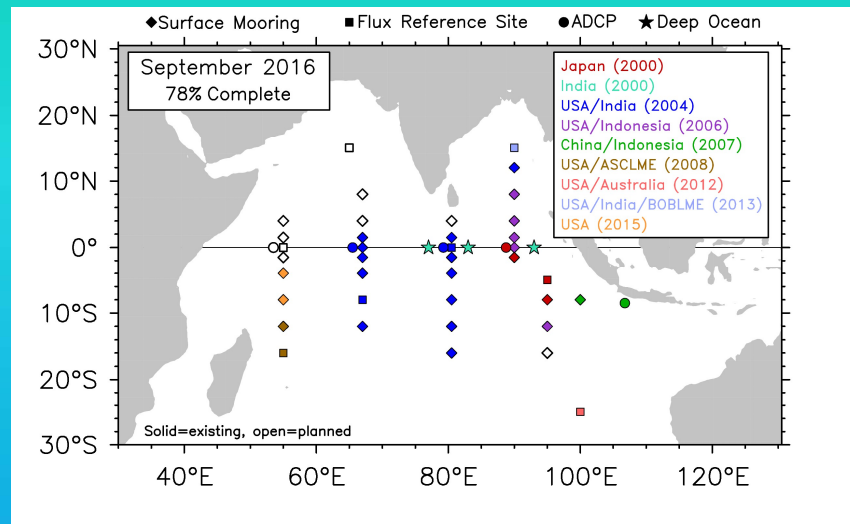 Surface Mooring Flux Reference Site ADCP Deep Ocean
30°N
September 2016
78% Complete
Japan (2000)
India (2000)
USA/India (2004)
USA/Indonesia (2006)
China/Indonesia (2007)
USA/ASCLME (2008)
USA/Australia (2012)
USA/India/BOBLME (2013)
USA (2015)
20°N
10°N
0°
10°S
20°S
30°S
Solid=existing, open=planned
40°E 60°E 80°E 100°E 120°E